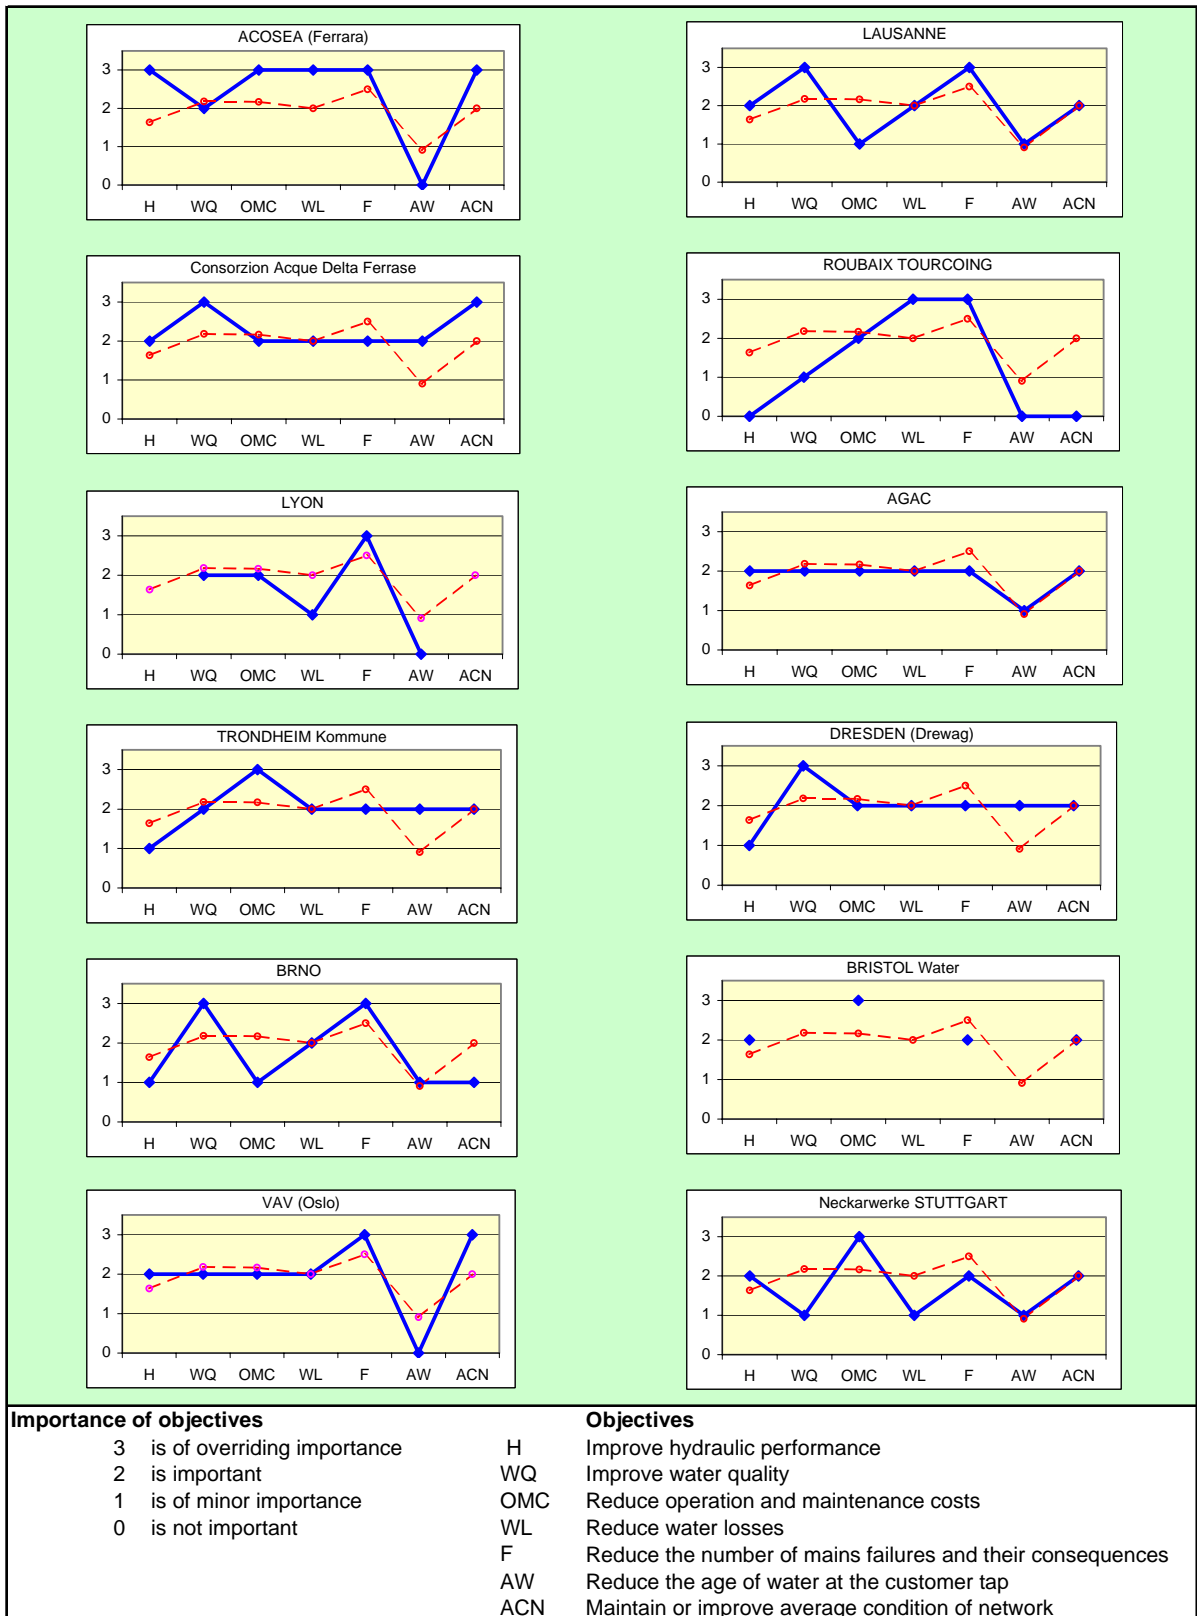 ACOSEA (Ferrara)
3
2
1
0
H WQ OMC WL F AW ACN
LAUSANNE
3
2
1
0
H WQ OMC WL F AW ACN
Consorzion Acque Delta Ferrase
3
2
1
0
H WQ OMC WL F AW ACN
ROUBAIX TOURCOING
3
2
1
0
H WQ OMC WL F AW ACN
LYON
3
2
1
0
H WQ OMC WL F AW ACN
AGAC
3
2
1
0
H WQ OMC WL F AW ACN
TRONDHEIM Kommune
3
2
1
0
H WQ OMC WL F AW ACN
DRESDEN (Drewag)
3
2
1
0
H WQ OMC WL F AW ACN
BRNO
3
2
1
0
H WQ OMC WL F AW ACN
BRISTOL Water
3
2
1
0
H WQ OMC WL F AW ACN
VAV (Oslo)
3
2
1
0
H WQ OMC WL F AW ACN
Neckarwerke STUTTGART
3
2
1
0
H WQ OMC WL F AW ACN
Importance of objectives
3 is of overriding importance
2 is important
1 is of minor importance
0 is not important
Objectives
H Improve hydraulic performance
WQ Improve water quality
OMC Reduce operation and maintenance costs
WL Reduce water losses
F Reduce the number of mains failures and their consequences
AW Reduce the age of water at the customer tap
ACN Maintain or improve average condition of network